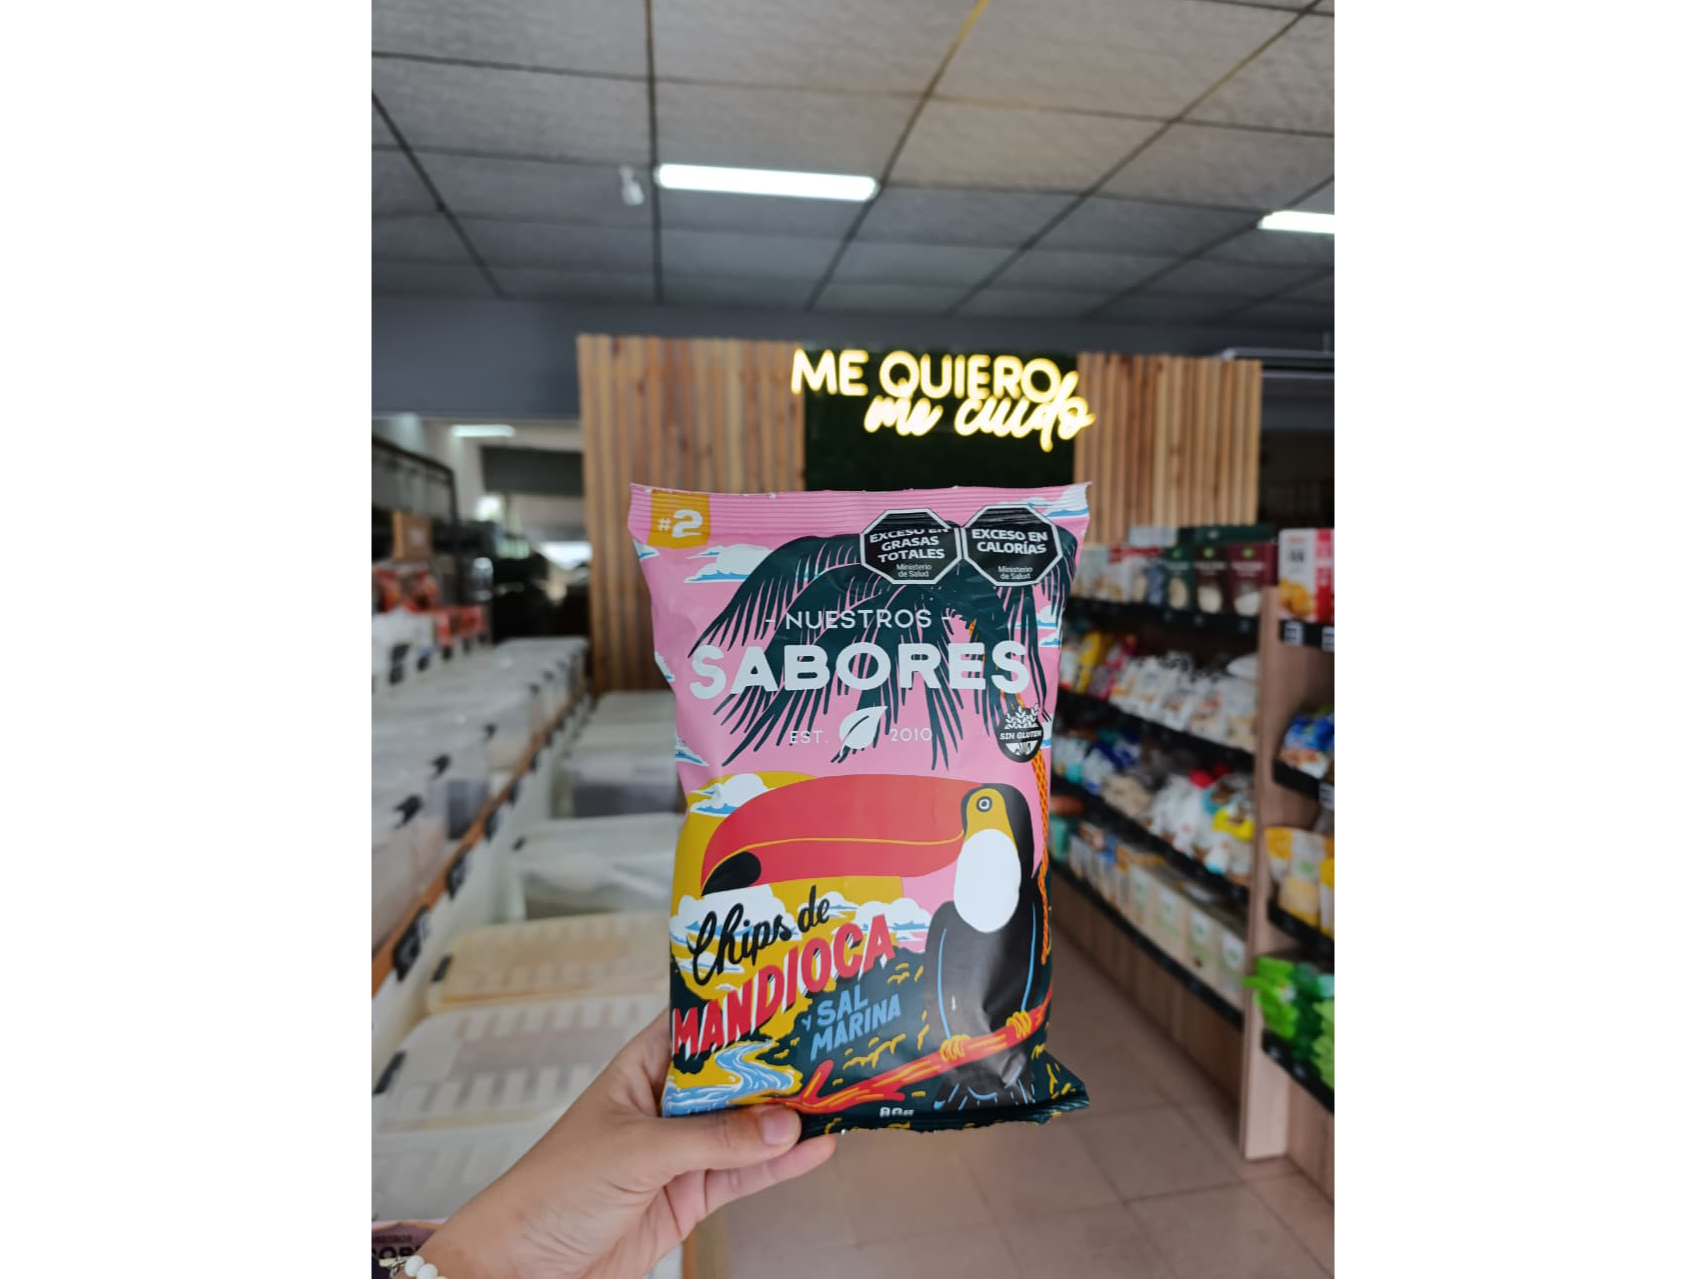 ME QUIERO
me cuido
#2
EXCESO EN
GRASAS
TOTALES
Ministerio
de Salud
EXCESO EN
CALORÍAS
Ministerio
de Salud
- NUESTROS -
SABORES
EST. 2010
SIN GLUTEN
Chips de
MANDIOCA
Y SAL
MARINA
80g